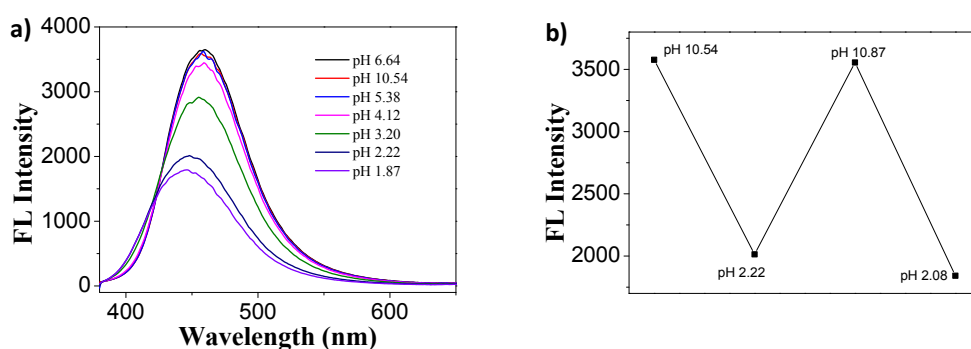 a)
FL Intensity
4000
3000
2000
1000
0
400
500
600
Wavelength (nm)
pH 6.64
pH 10.54
pH 5.38
pH 4.12
pH 3.20
pH 2.22
pH 1.87
b)
FL Intensity
3500
3000
2500
2000
pH 10.54
pH 10.87
pH 2.22
pH 2.08